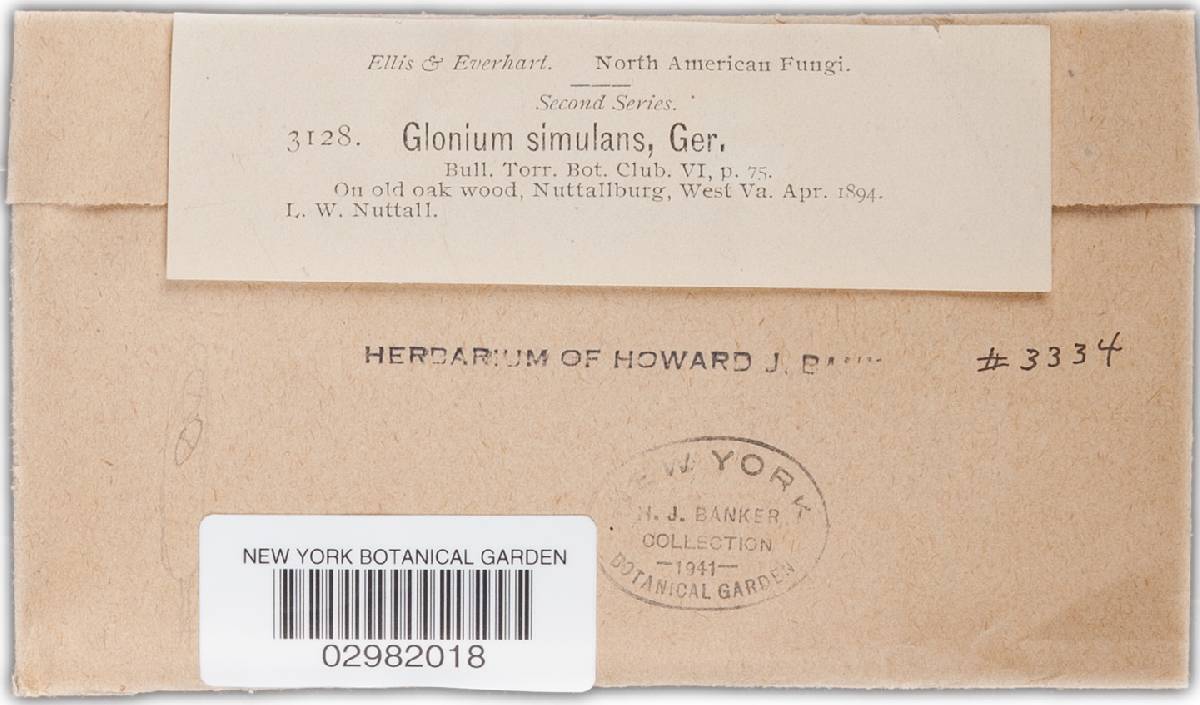 Ellis & Everhart. North American Fungi.
Second Series.
3128. Glonium simulans, Ger.
Bull. Torr. Bot. Club. VI, p. 75.
On old oak wood, Nuttallburg, West Va. Apr. 1894.
L. W. Nuttall.
HERBARIUM OF HOWARD J. #3334
NEW YORK
H. J. BANKER
COLLECTION
—1941—
BOTANICAL GARDEN
NEW YORK BOTANICAL GARDEN
02982018